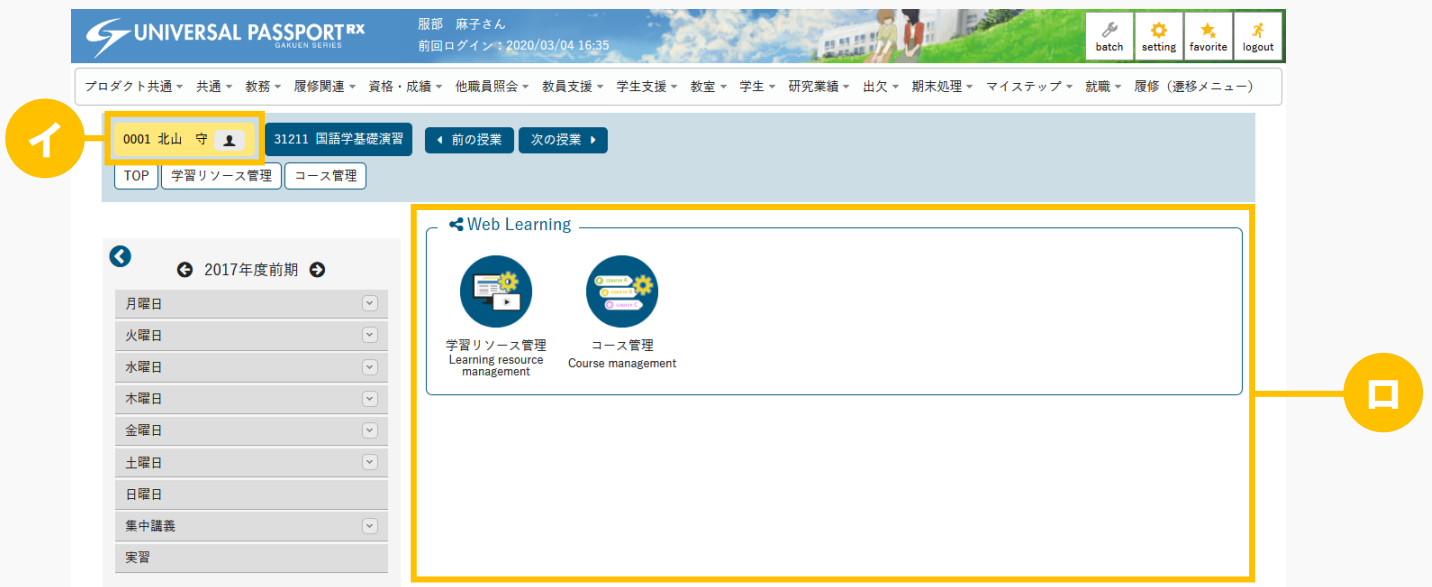 UNIVERSAL PASSPORT RX
GAKUEN SERIES
服部 麻子さん
前回ログイン：2020/03/04 16:35
batch
setting
favorite
logout
プロダクト共通 共通 教務 履修関連 資格・成績 他職員照会 教員支援 学生支援 教室 学生 研究業績 出欠 期末処理 マイステップ 就職 履修（遷移メニュー）
イ
0001 北山 守
31211 国語学基礎演習
前の授業
次の授業
TOP
学習リソース管理
コース管理
2017年度前期
月曜日
火曜日
水曜日
木曜日
金曜日
土曜日
日曜日
集中講義
実習
Web Learning
course A
course B
course C
学習リソース管理
Learning resource
management
コース管理
Course management
ロ